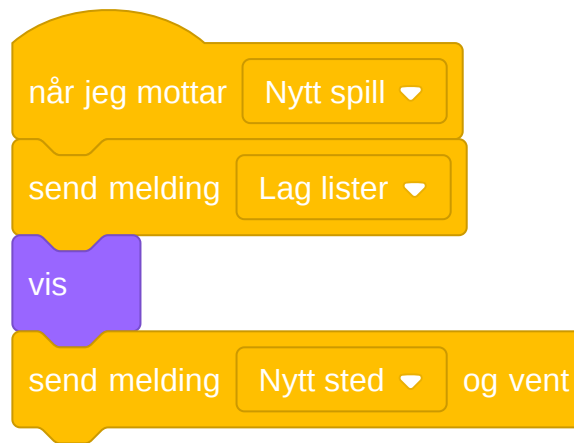 når jeg mottar Nytt spill
send melding Lag lister
vis
send melding Nytt sted og vent